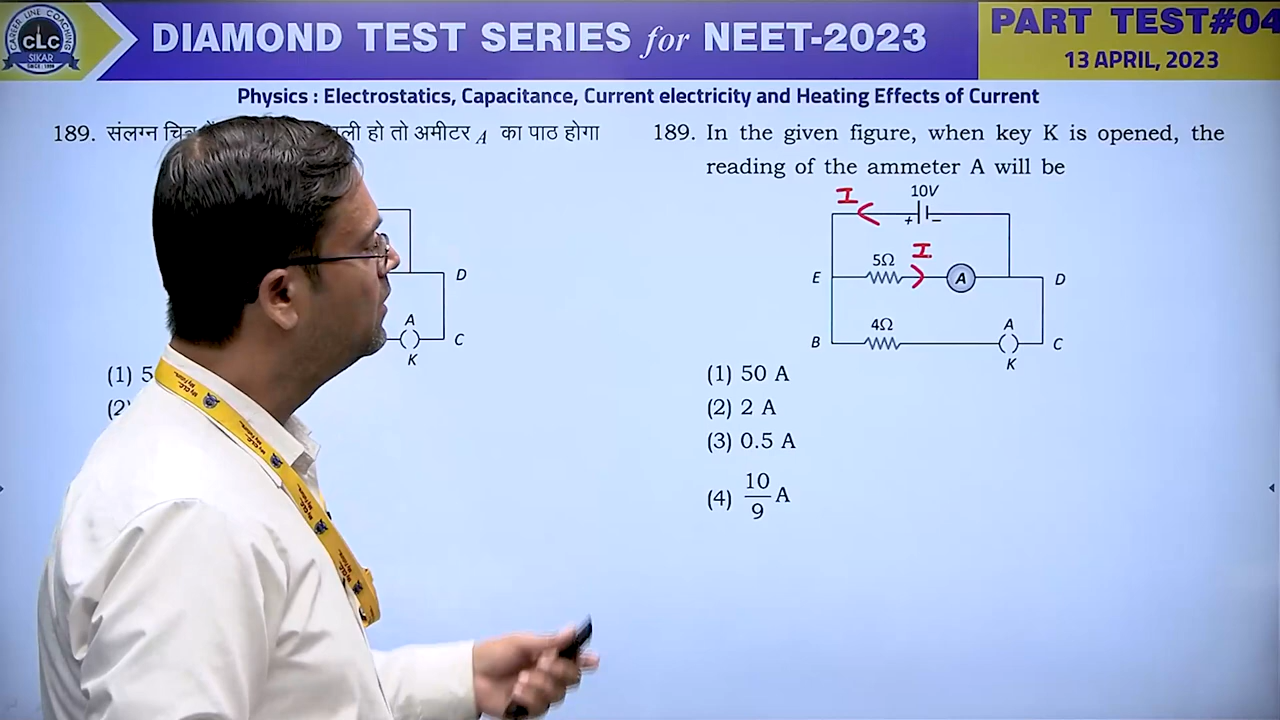 CAREER LINE COACHING
CLC
SIKAR
SINCE : 1996
DIAMOND TEST SERIES for NEET-2023
PART TEST#04
13 APRIL, 2023
Physics : Electrostatics, Capacitance, Current electricity and Heating Effects of Current
189. संलग्न चित्र हो तो अमीटर A का पाठ होगा
D
A
C
K
(1) 5
(2)
189. In the given figure, when key K is opened, the
reading of the ammeter A will be
I
10V
+ −
I
5Ω
E
A
D
4Ω
A
B
C
K
(1) 50 A
(2) 2 A
(3) 0.5 A
(4) 10/9 A